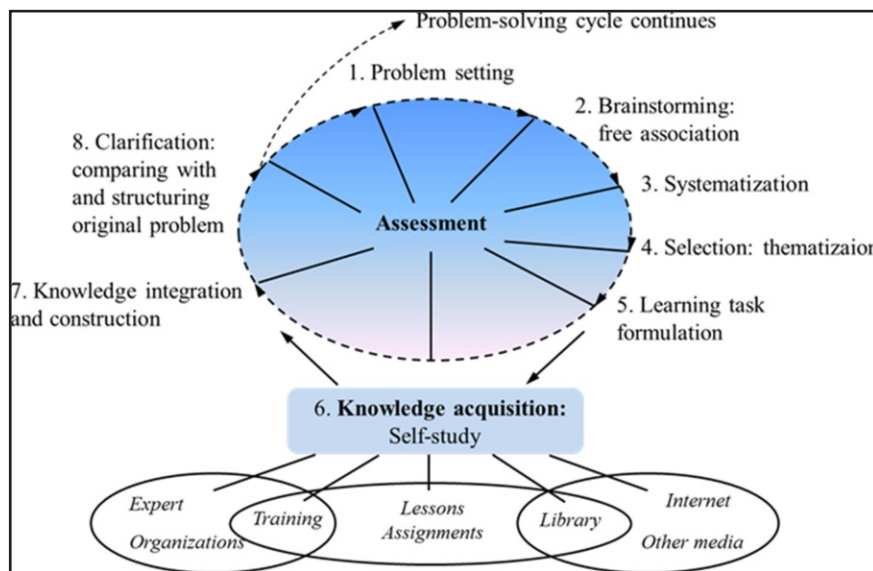 Problem-solving cycle continues
1. Problem setting
2. Brainstorming:
free association
8. Clarification:
comparing with
and structuring
original problem
3. Systematization
Assessment
4. Selection: thematizaion
7. Knowledge integration
and construction
5. Learning task
formulation
6. Knowledge acquisition:
Self-study
Expert
Organizations
Training
Lessons
Assignments
Library
Internet
Other media